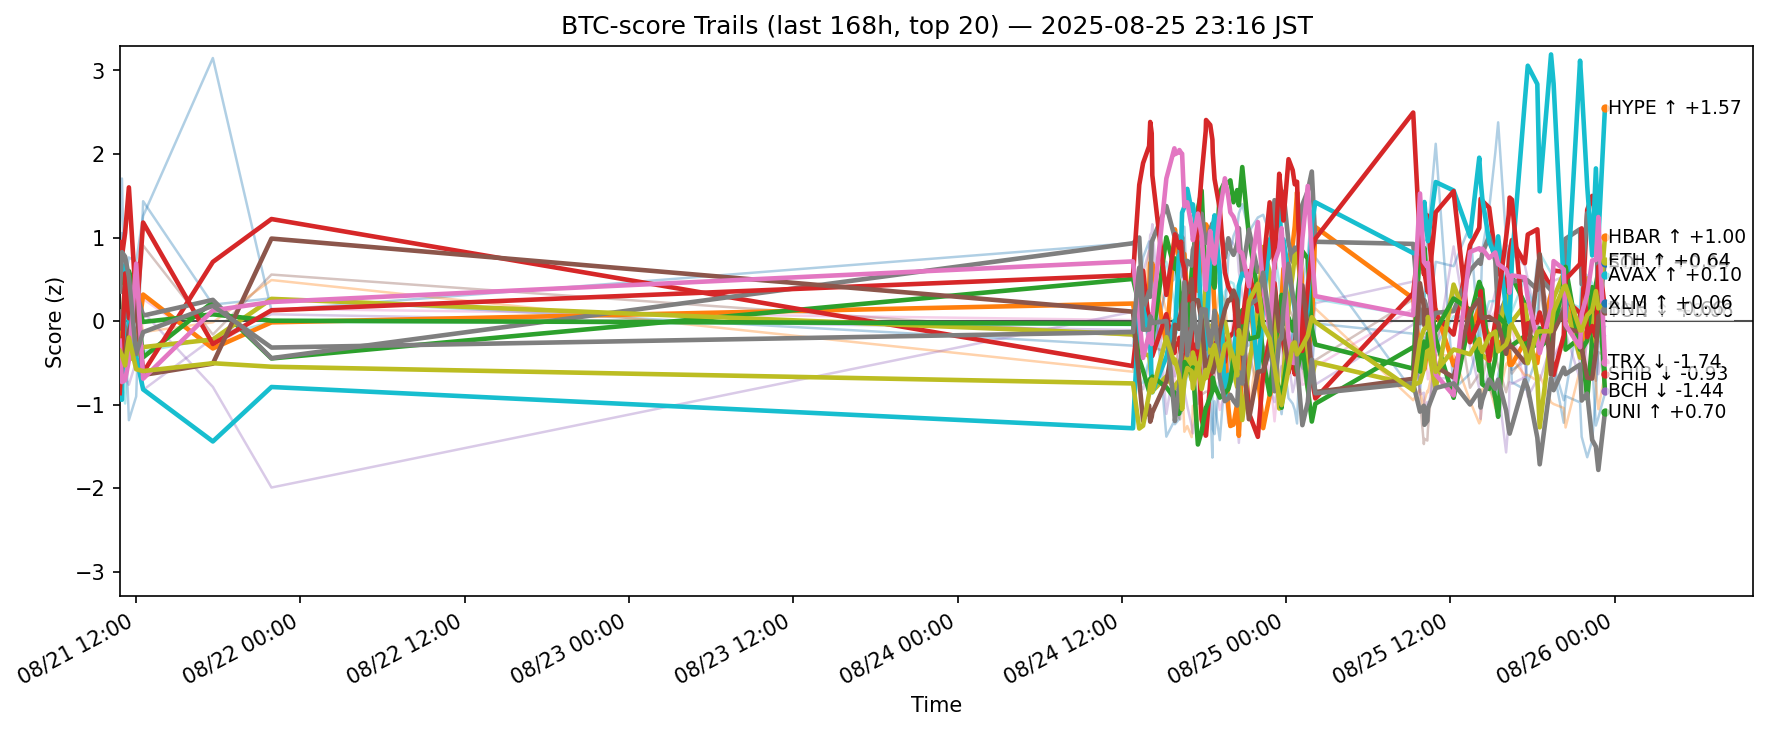 BTC-score Trails (last 168h, top 20) — 2025-08-25 23:16 JST
Score (z)
3
2
1
0
−1
−2
−3
HYPE ↑ +1.57
HBAR ↑ +1.00
ETH ↑ +0.64
AVAX ↑ +0.10
XLM ↑ +0.06
TRX ↓ -1.74
SHIB ↓ -0.93
BCH ↓ -1.44
UNI ↑ +0.70
08/21 12:00
08/22 00:00
08/22 12:00
08/23 00:00
08/23 12:00
08/24 00:00
08/24 12:00
08/25 00:00
08/25 12:00
08/26 00:00
Time